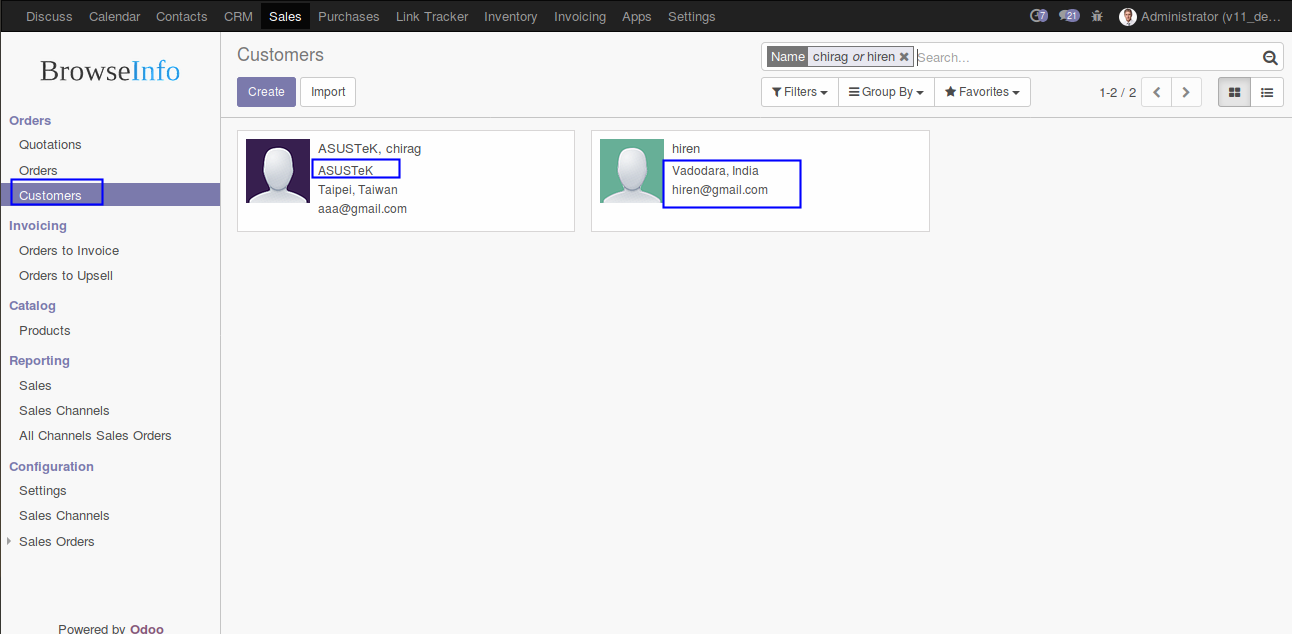 Discuss Calendar Contacts CRM Sales Purchases Link Tracker Inventory Invoicing Apps Settings 7 21 Administrator (v11_de...
BrowseInfo
Orders
Quotations
Orders
Customers
Invoicing
Orders to Invoice
Orders to Upsell
Catalog
Products
Reporting
Sales
Sales Channels
All Channels Sales Orders
Configuration
Settings
Sales Channels
Sales Orders
Powered by Odoo
Customers
Name chirag or hiren Search...
Create Import
Filters Group By Favorites 1-2 / 2
ASUSTeK, chirag
ASUSTeK
Taipei, Taiwan
aaa@gmail.com
hiren
Vadodara, India
hiren@gmail.com